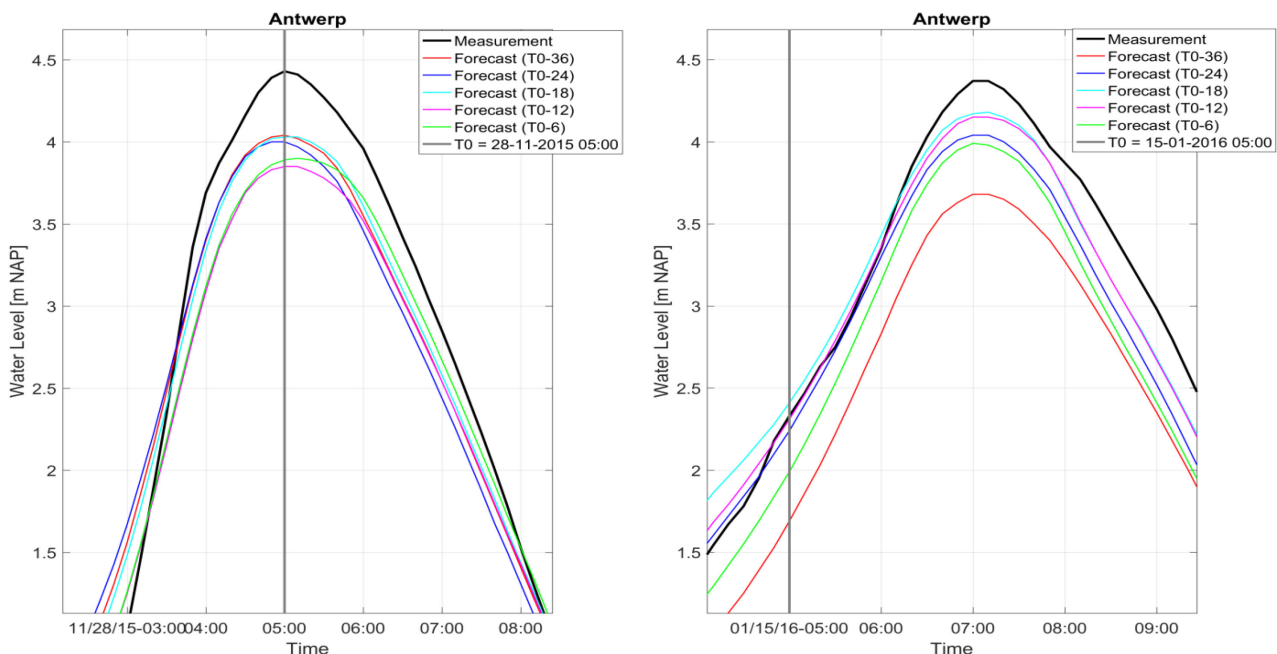 Antwerp
Measurement
Forecast (T0-36)
Forecast (T0-24)
Forecast (T0-18)
Forecast (T0-12)
Forecast (T0-6)
T0 = 28-11-2015 05:00
Water Level [m NAP]
4.5
4
3.5
3
2.5
2
1.5
11/28/15-03:00 04:00 05:00 06:00 07:00 08:00
Time
Antwerp
Measurement
Forecast (T0-36)
Forecast (T0-24)
Forecast (T0-18)
Forecast (T0-12)
Forecast (T0-6)
T0 = 15-01-2016 05:00
Water Level [m NAP]
4.5
4
3.5
3
2.5
2
1.5
01/15/16-05:00 06:00 07:00 08:00 09:00
Time